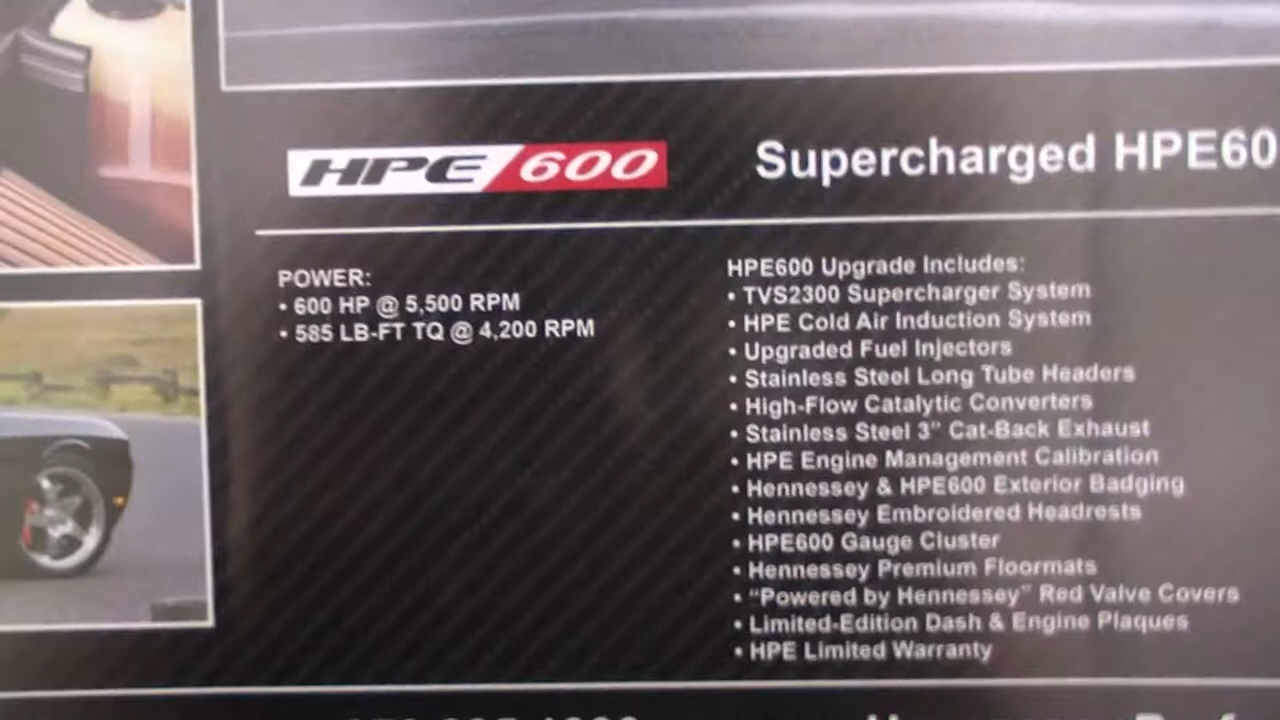 HPE 600
Supercharged HPE60
POWER:
• 600 HP @ 5,500 RPM
• 585 LB-FT TQ @ 4,200 RPM
HPE600 Upgrade Includes:
• TVS2300 Supercharger System
• HPE Cold Air Induction System
• Upgraded Fuel Injectors
• Stainless Steel Long Tube Headers
• High-Flow Catalytic Converters
• Stainless Steel 3" Cat-Back Exhaust
• HPE Engine Management Calibration
• Hennessey & HPE600 Exterior Badging
• Hennessey Embroidered Headrests
• HPE600 Gauge Cluster
• Hennessey Premium Floormats
• "Powered by Hennessey" Red Valve Covers
• Limited-Edition Dash & Engine Plaques
• HPE Limited Warranty